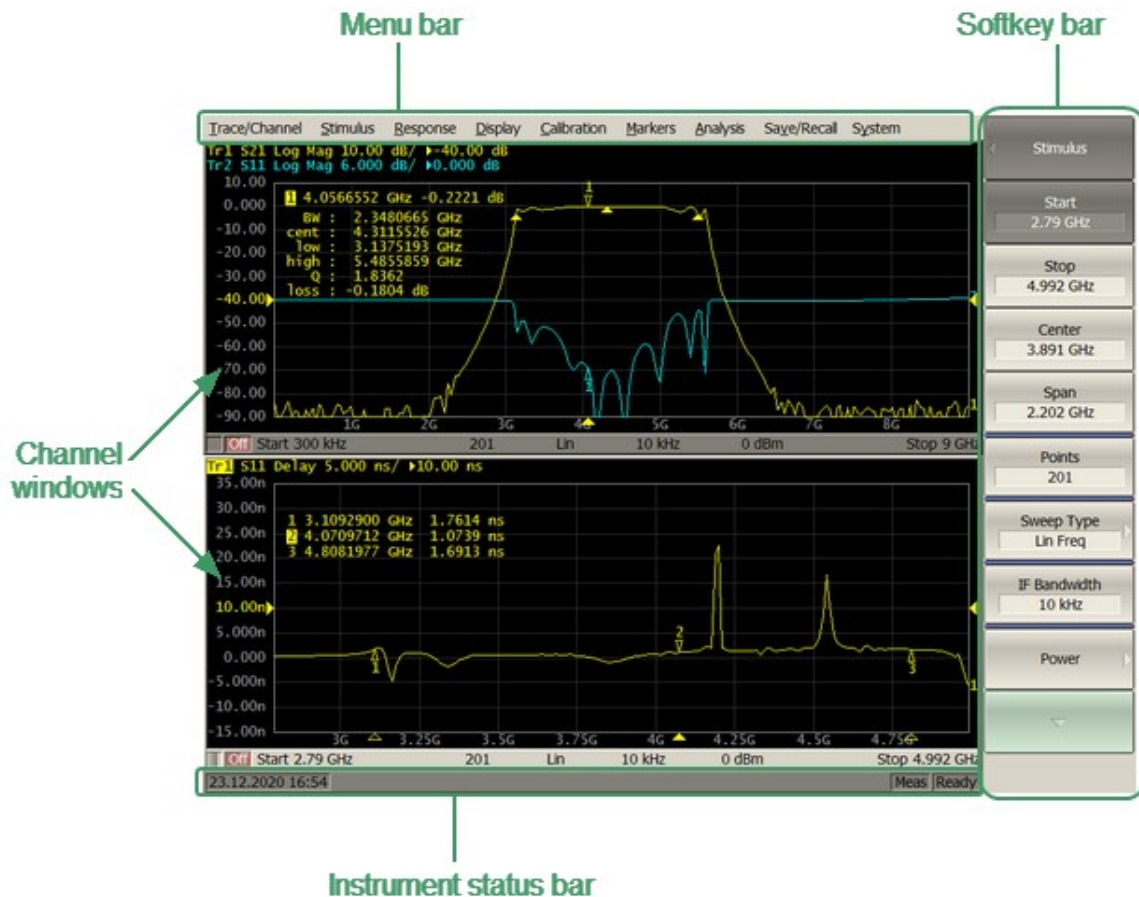 Menu bar
Softkey bar
Trace/Channel Stimulus Response Display Calibration Markers Analysis Save/Recall System
Tr1 S21 Log Mag 10.00 dB/ ▶-40.00 dB
Tr2 S11 Log Mag 6.000 dB/ ▶0.000 dB
10.00
0.000
-10.00
-20.00
-30.00
-40.00
-50.00
-60.00
-70.00
-80.00
-90.00
1 4.0566552 GHz -0.2221 dB
BW : 2.3480665 GHz
cent : 4.3115526 GHz
low : 3.1375193 GHz
high : 5.4855859 GHz
Q : 1.8362
loss : -0.1804 dB
1
1
1G 2G 3G 4G 5G 6G 7G 8G
Off Start 300 kHz 201 Lin 10 kHz 0 dBm Stop 9 GHz
Channel
windows
Tr1 S11 Delay 5.000 ns/ ▶10.00 ns
35.00n
30.00n
25.00n
20.00n
15.00n
10.00n
5.000n
0.000
-5.000n
-10.00n
-15.00n
1 3.1092900 GHz 1.7614 ns
2 4.0709712 GHz 1.0739 ns
3 4.8081977 GHz 1.6913 ns
2
1
3
1
3G 3.25G 3.5G 3.75G 4G 4.25G 4.5G 4.75G
Off Start 2.79 GHz 201 Lin 10 kHz 0 dBm Stop 4.992 GHz
23.12.2020 16:54 Meas Ready
Stimulus
Start
2.79 GHz
Stop
4.992 GHz
Center
3.891 GHz
Span
2.202 GHz
Points
201
Sweep Type
Lin Freq
IF Bandwidth
10 kHz
Power
Instrument status bar